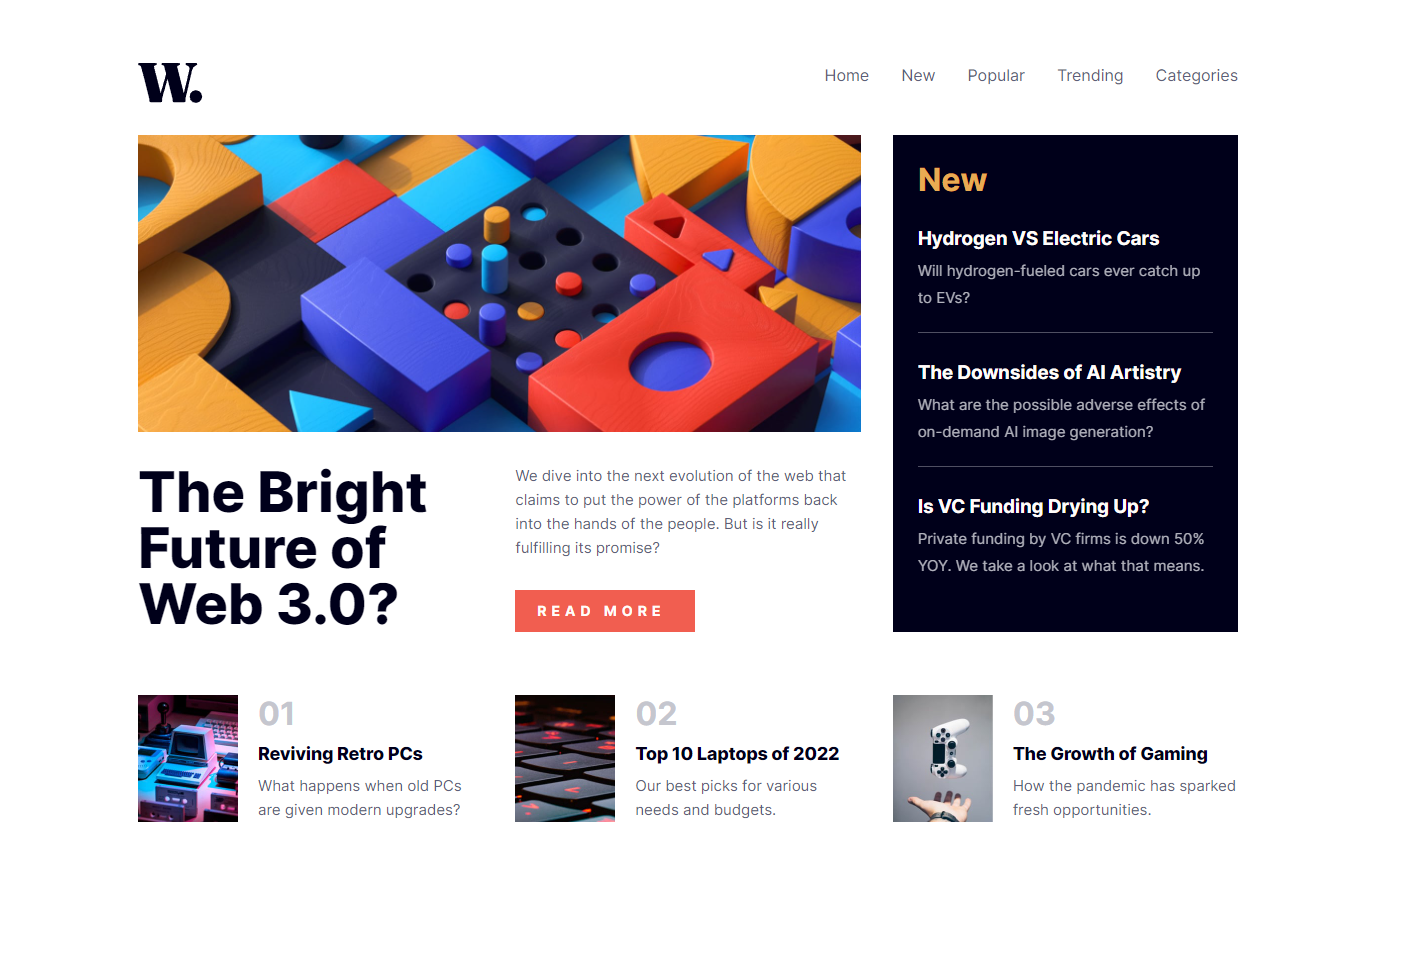 W.
Home New Popular Trending Categories
The Bright
Future of
Web 3.0?
We dive into the next evolution of the web that
claims to put the power of the platforms back
into the hands of the people. But is it really
fulfilling its promise?
READ MORE
New
Hydrogen VS Electric Cars
Will hydrogen-fueled cars ever catch up
to EVs?
The Downsides of AI Artistry
What are the possible adverse effects of
on-demand AI image generation?
Is VC Funding Drying Up?
Private funding by VC firms is down 50%
YOY. We take a look at what that means.
01
Reviving Retro PCs
What happens when old PCs
are given modern upgrades?
02
Top 10 Laptops of 2022
Our best picks for various
needs and budgets.
03
The Growth of Gaming
How the pandemic has sparked
fresh opportunities.